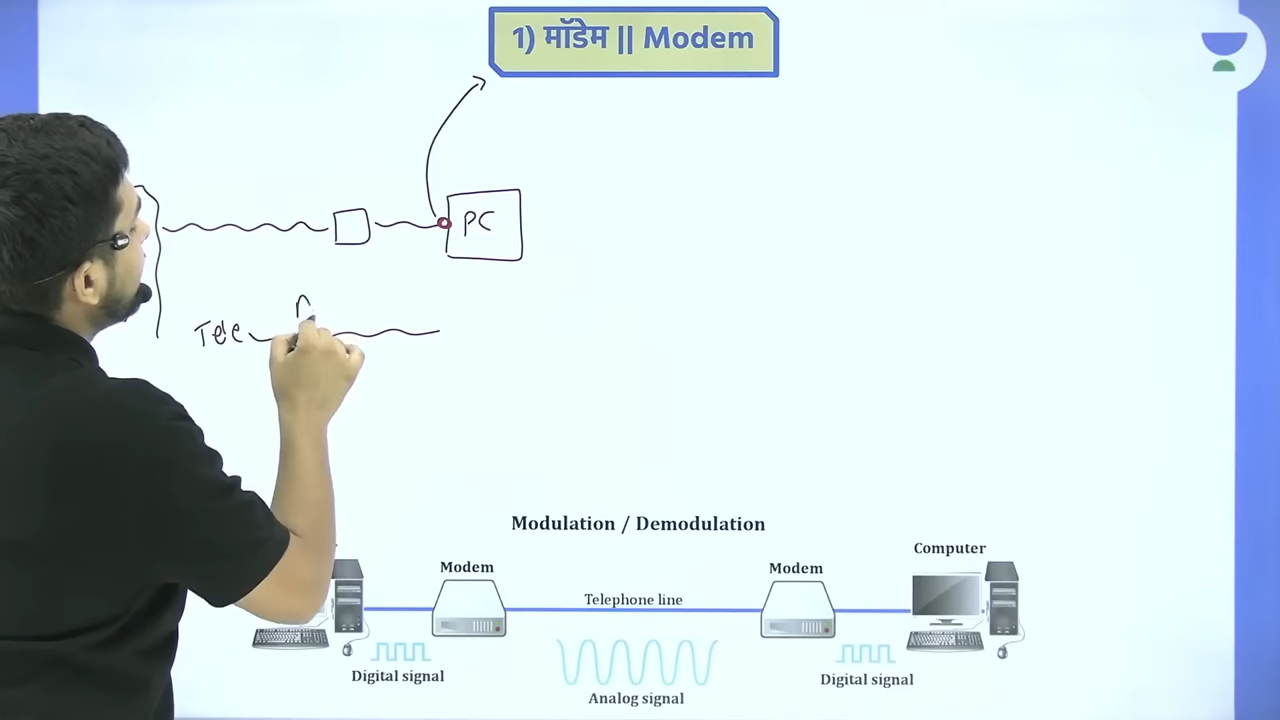 1) मॉडेम || Modem
PC
Tele
Modulation / Demodulation
Computer
Modem
Modem
Telephone line
Digital signal
Analog signal
Digital signal